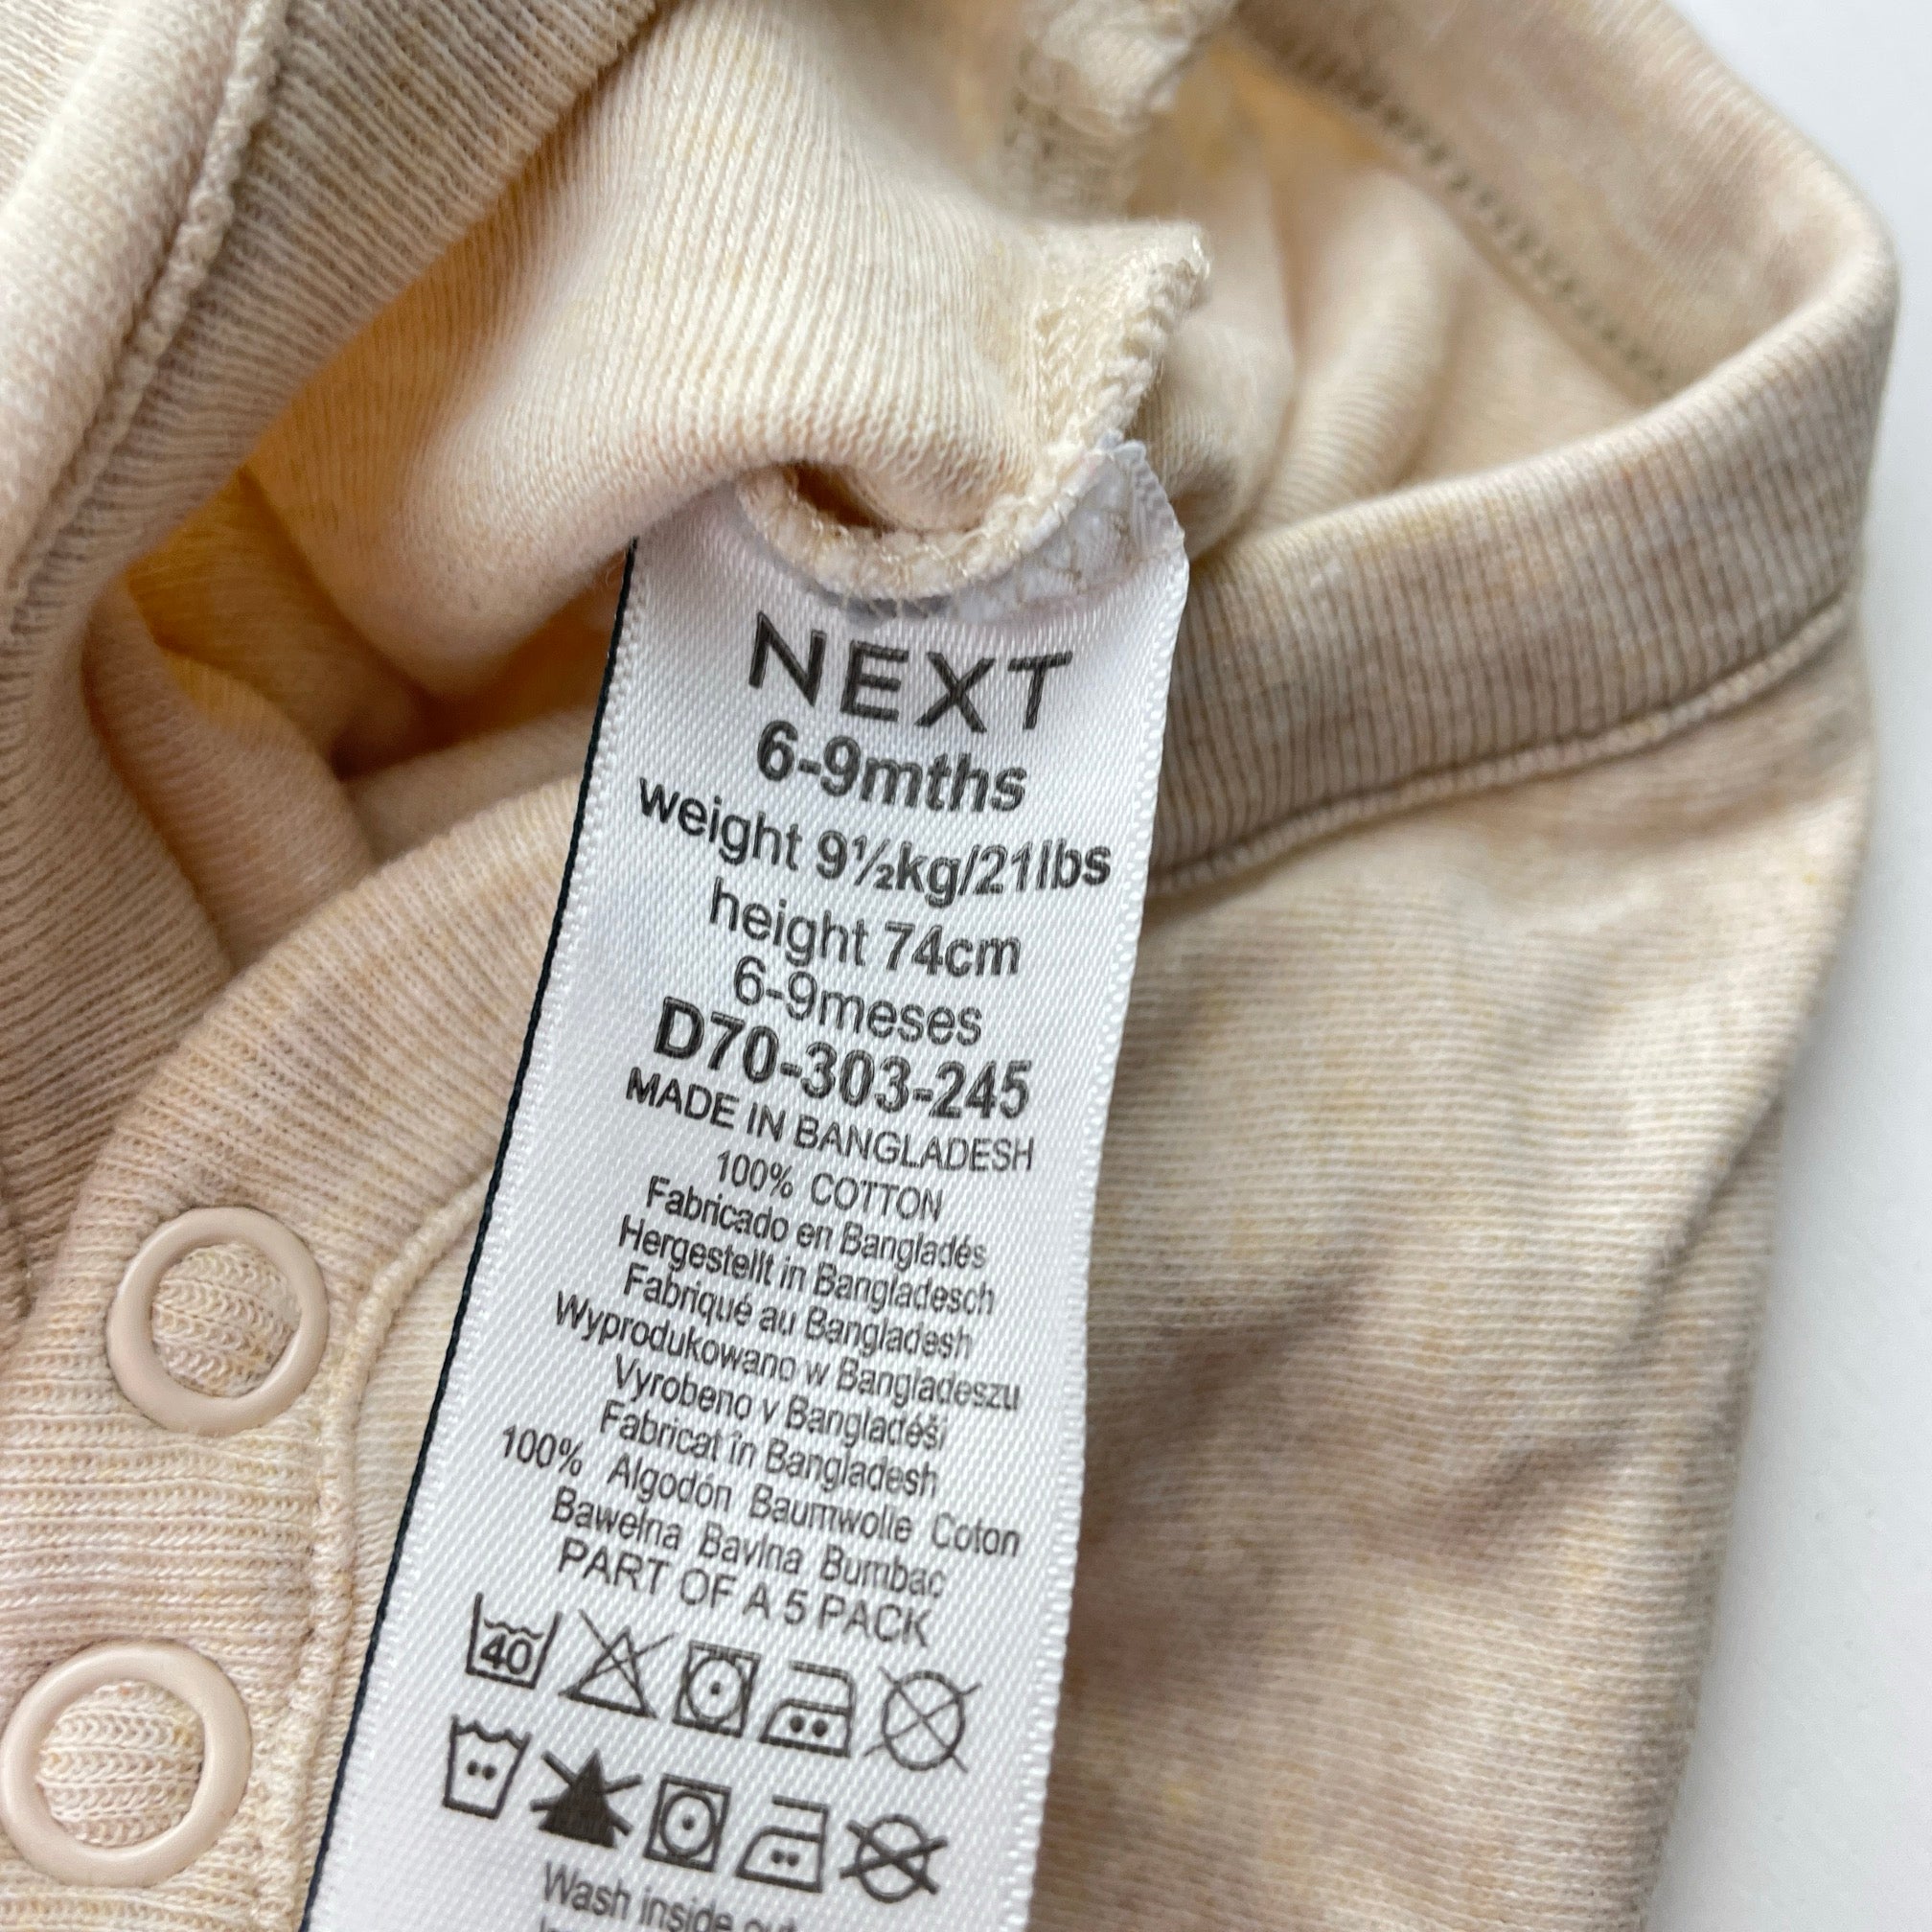 NEXT
6-9mths
weight 9½kg/21lbs
height 74cm
6-9meses
D70-303-245
MADE IN BANGLADESH
100% COTTON
Fabricado en Bangladés
Hergestellt in Bangladesch
Fabriqué au Bangladesh
Wyprodukowano w Bangladeszu
Vyrobeno v Bangladéši
Fabricat în Bangladesh
100% Algodón Baumwolle Coton
Bawełna Bavlna Bumbac
PART OF A 5 PACK
40
Wash inside